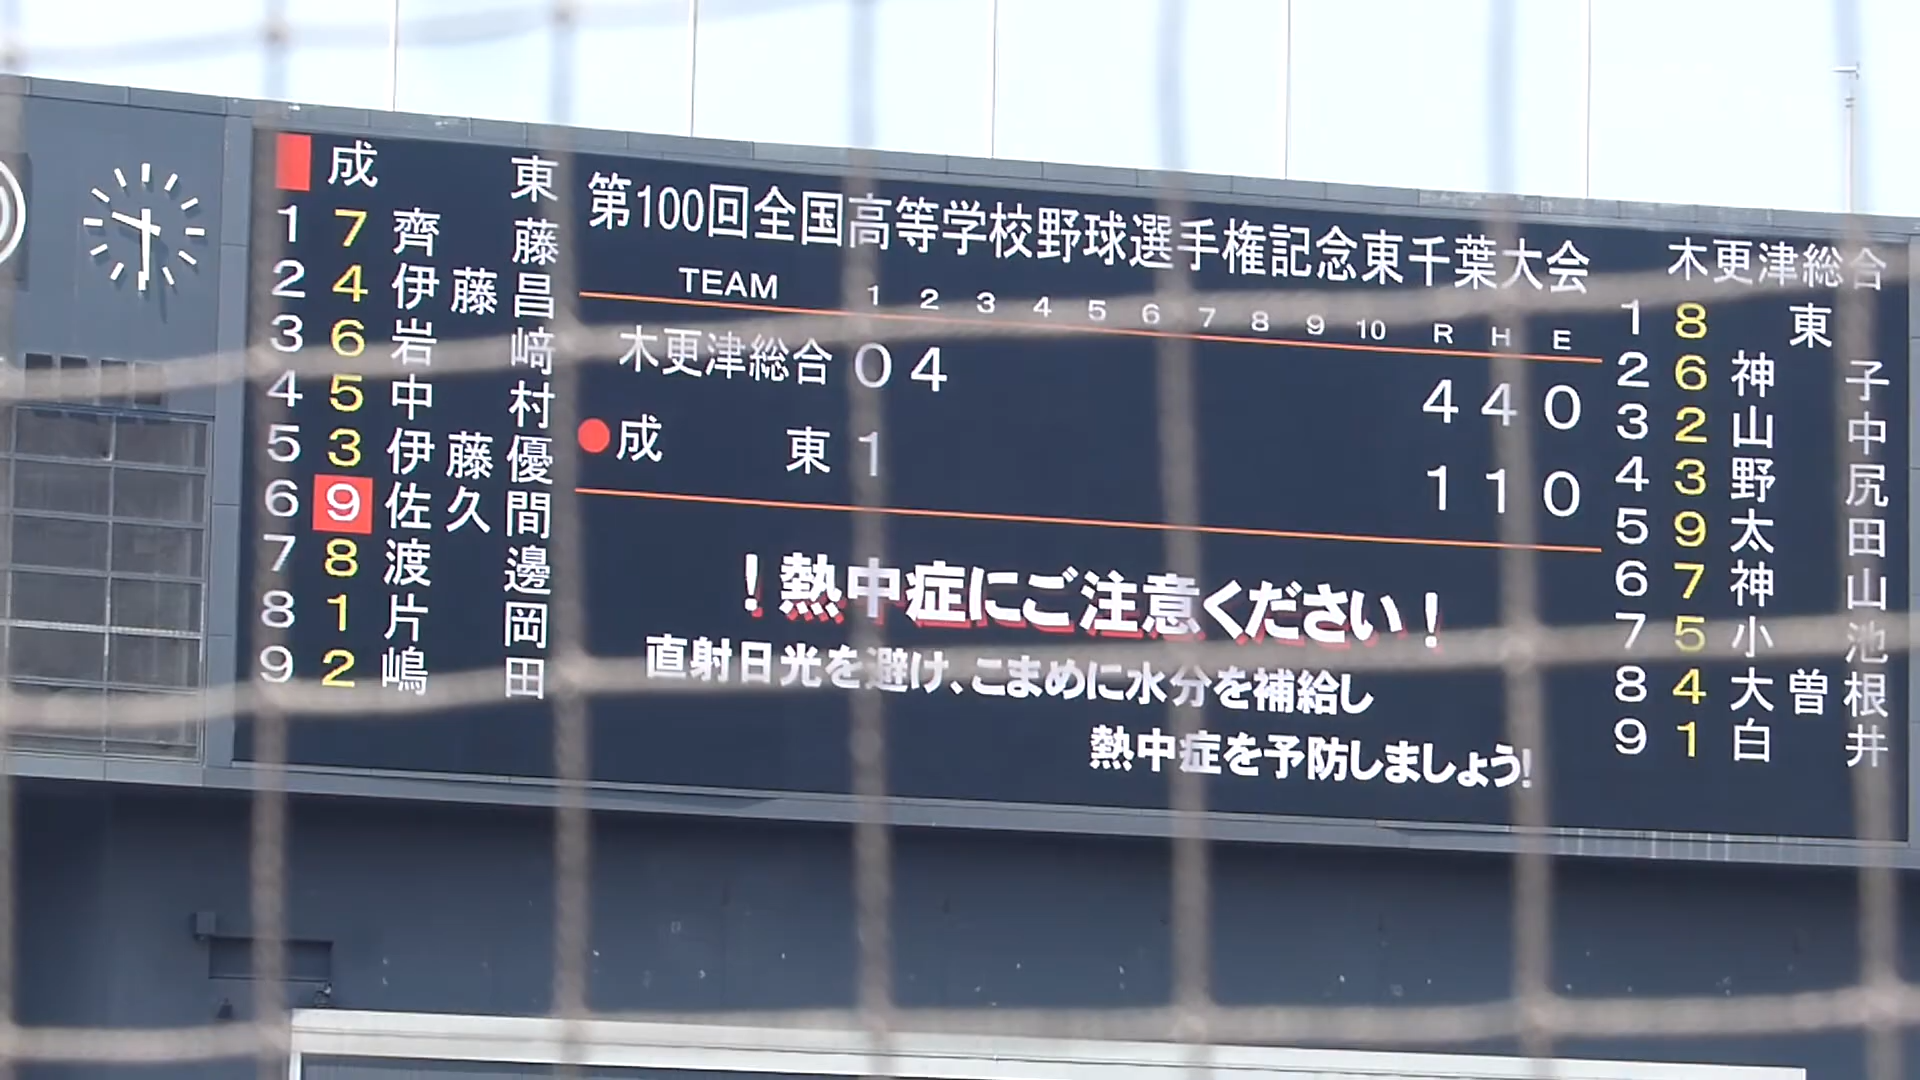 成東
1 7 齊藤
2 4 伊藤昌
3 6 岩﨑
4 5 中村
5 3 伊藤優
6 9 佐久間
7 8 渡邊
8 1 片岡
9 2 嶋田
第100回全国高等学校野球選手権記念東千葉大会
TEAM 1 2 3 4 5 6 7 8 9 10 R H E
木更津総合 0 4 4 4 0
成東 1 1 1 0
!熱中症にご注意ください!
直射日光を避け、こまめに水分を補給し
熱中症を予防しましょう!
木更津総合
1 8 東
2 6 神子
3 2 山中
4 3 野尻
5 9 太田
6 7 神山
7 5 小池
8 4 大曽根
9 1 白井